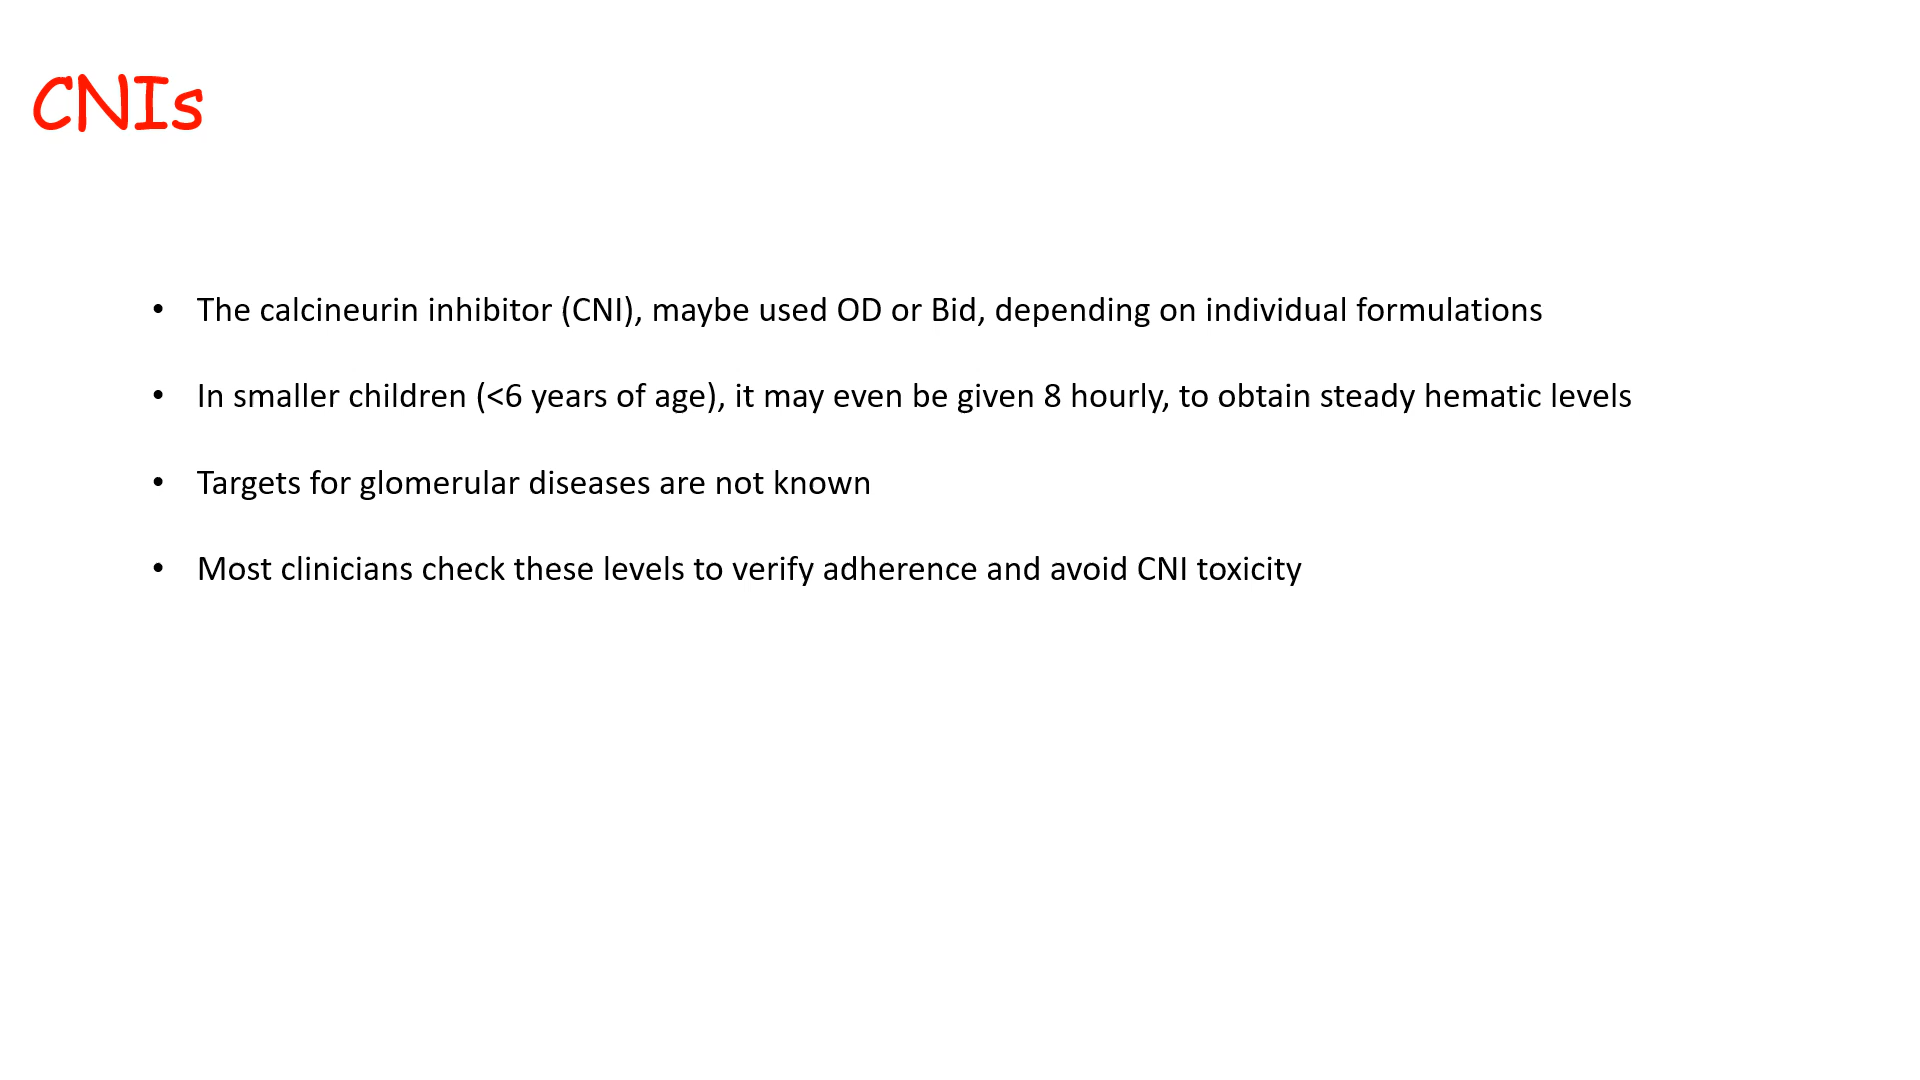 CNIs
• The calcineurin inhibitor (CNI), maybe used OD or Bid, depending on individual formulations
• In smaller children (<6 years of age), it may even be given 8 hourly, to obtain steady hematic levels
• Targets for glomerular diseases are not known
• Most clinicians check these levels to verify adherence and avoid CNI toxicity